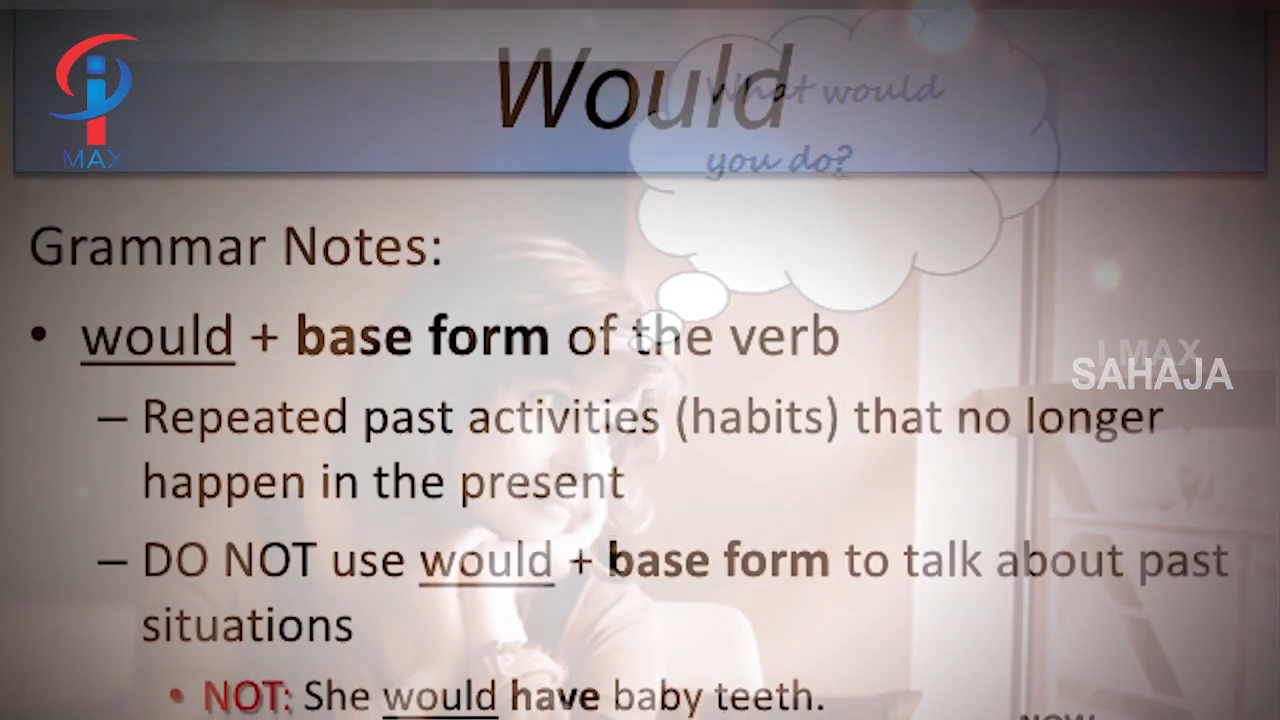 Would
What would
you do?
MAX
Grammar Notes:
• would + base form of the verb
I MAX
SAHAJA
– Repeated past activities (habits) that no longer
happen in the present
– DO NOT use would + base form to talk about past
situations
• NOT: She would have baby teeth.
NOW